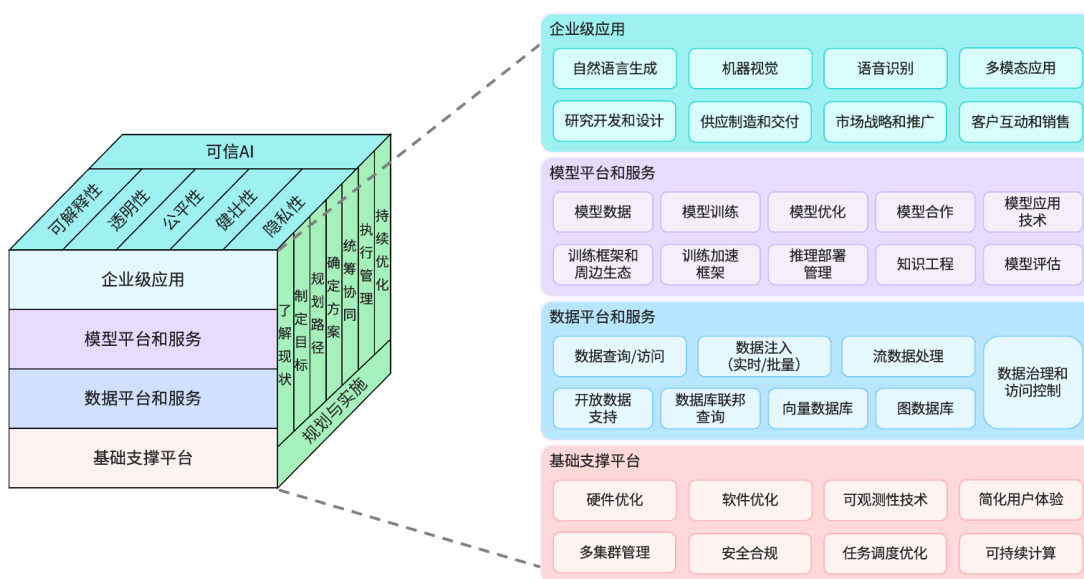 可信AI
可解释性
透明性
公平性
健壮性
隐私性
企业级应用
模型平台和服务
数据平台和服务
基础支撑平台
了解现状
制定目标
规划路径
确定方案
统筹协同
执行管理
持续优化
规划与实施
企业级应用
自然语言生成
机器视觉
语音识别
多模态应用
研究开发和设计
供应制造和交付
市场战略和推广
客户互动和销售
模型平台和服务
模型数据
模型训练
模型优化
模型合作
模型应用
技术
训练框架和
周边生态
训练加速
框架
推理部署
管理
知识工程
模型评估
数据平台和服务
数据查询/访问
数据注入
（实时/批量）
流数据处理
数据治理和
访问控制
开放数据
支持
数据库联邦
查询
向量数据库
图数据库
基础支撑平台
硬件优化
软件优化
可观测性技术
简化用户体验
多集群管理
安全合规
任务调度优化
可持续计算